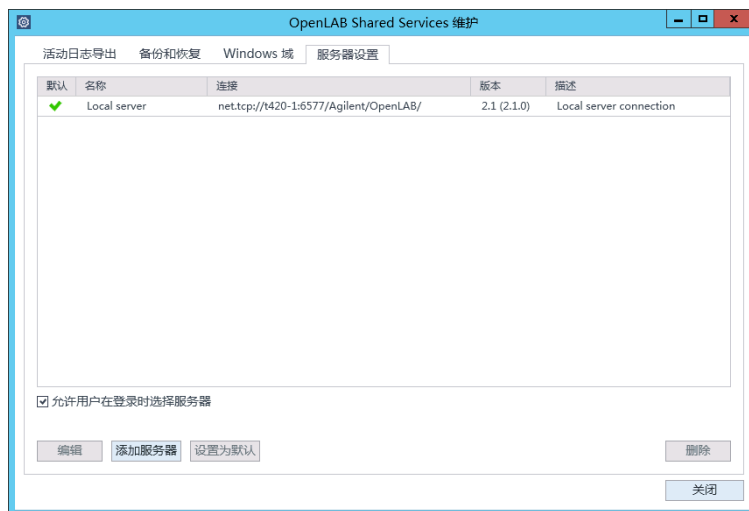 OpenLAB Shared Services 维护
活动日志导出 备份和恢复 Windows 域 服务器设置
默认 名称 连接 版本 描述
Local server net.tcp://t420-1:6577/Agilent/OpenLAB/ 2.1 (2.1.0) Local server connection
允许用户在登录时选择服务器
编辑 添加服务器 设置为默认 删除
关闭